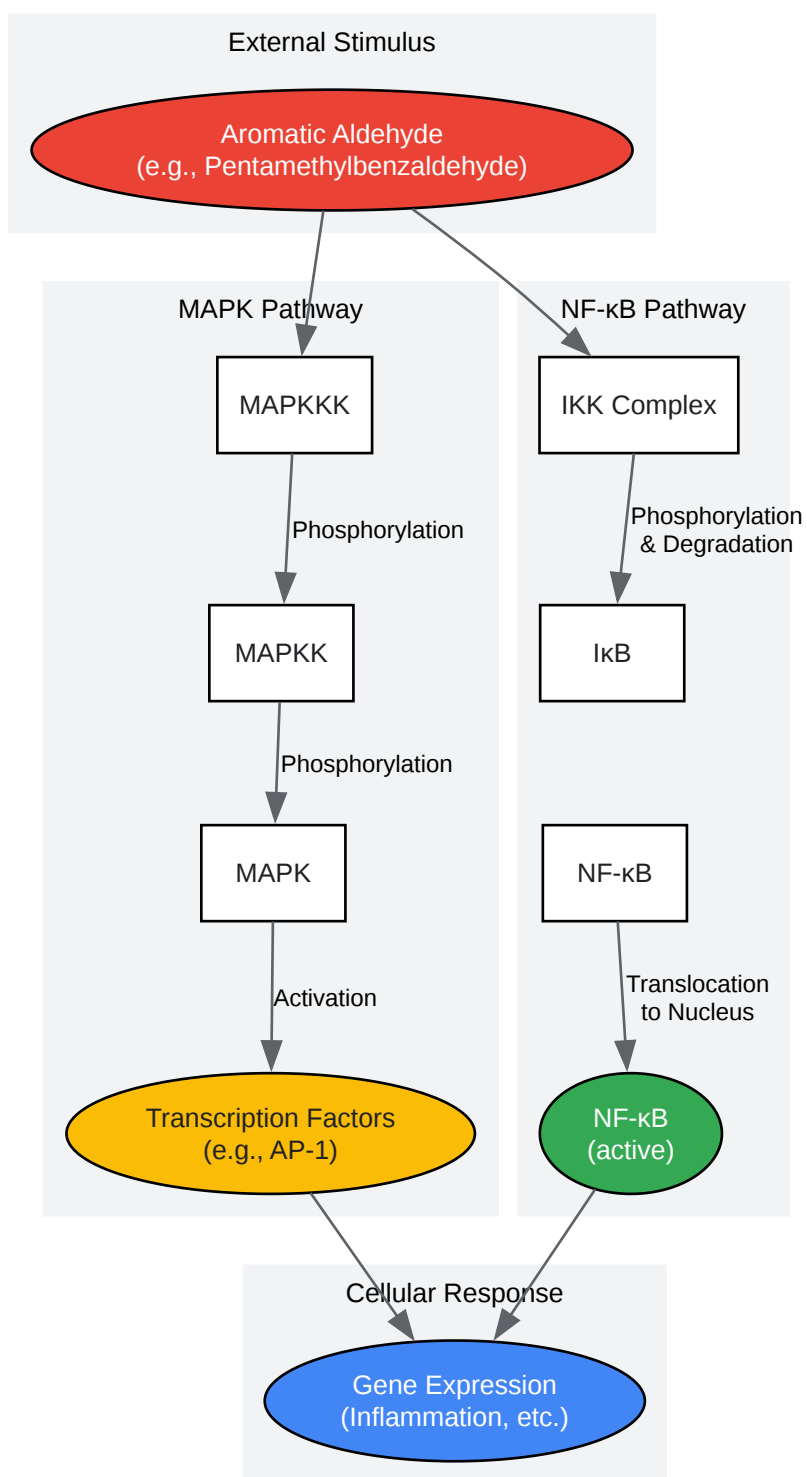 External Stimulus
Aromatic Aldehyde
(e.g., Pentamethylbenzaldehyde)
MAPK Pathway
MAPKKK
Phosphorylation
MAPKK
Phosphorylation
MAPK
Activation
Transcription Factors
(e.g., AP-1)
NF-κB Pathway
IKK Complex
Phosphorylation
& Degradation
IκB
NF-κB
Translocation
to Nucleus
NF-κB
(active)
Cellular Response
Gene Expression
(Inflammation, etc.)